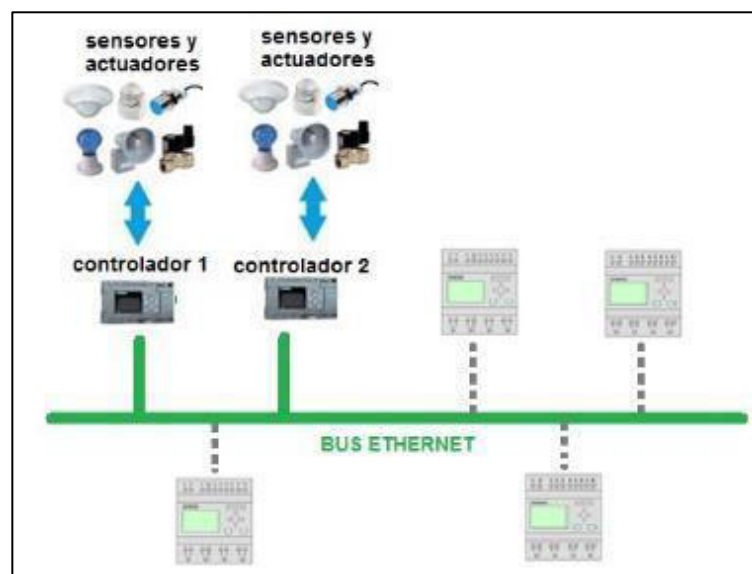 sensores y
actuadores
sensores y
actuadores
controlador 1
controlador 2
BUS ETHERNET